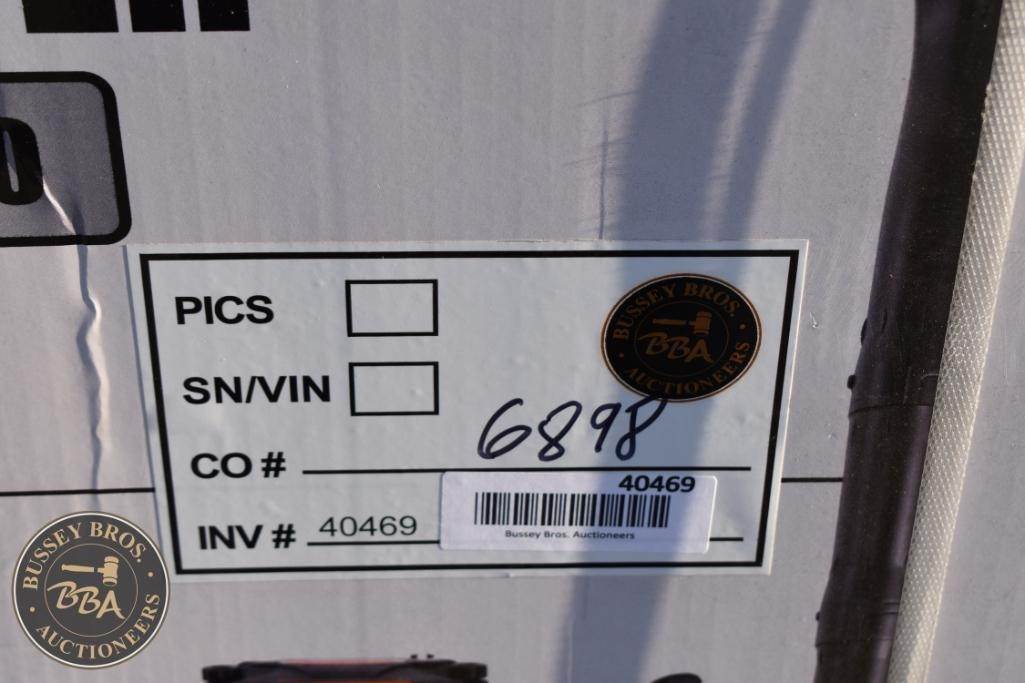 0
PICS
BUSSEY BROS.
BBA
AUCTIONEERS
SN/VIN
6898
CO #
40469
INV # 40469
Bussey Bros. Auctioneers
BUSSEY BROS.
BBA
AUCTIONEERS